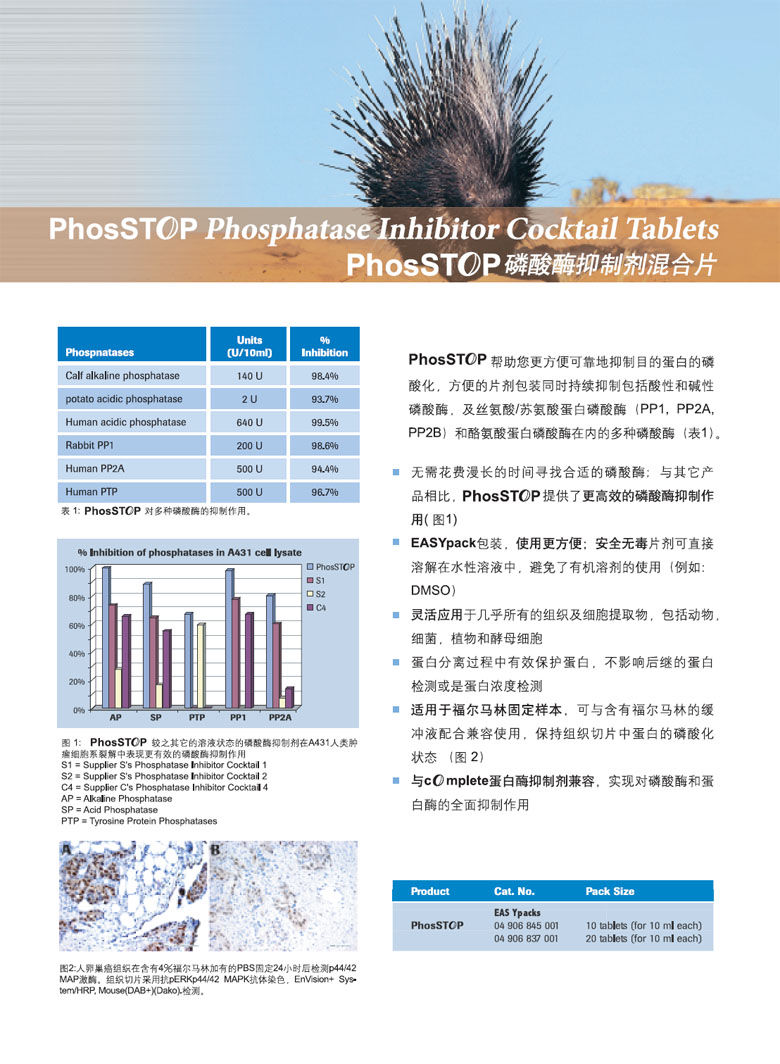 PhosSTOP Phosphatase Inhibitor Cocktail Tablets
PhosSTOP磷酸酶抑制剂混合片
Phospnatases Units (U/10ml) % Inhibition
Calf alkaline phosphatase 140 U 98.4%
potato acidic phosphatase 2 U 93.7%
Human acidic phosphatase 640 U 99.5%
Rabbit PP1 200 U 98.6%
Human PP2A 500 U 94.4%
Human PTP 500 U 96.7%
表 1: PhosSTOP 对多种磷酸酶的抑制作用。
% Inhibition of phosphatases in A431 cell lysate
100%
80%
60%
40%
20%
0%
AP SP PTP PP1 PP2A
PhosSTOP
S1
S2
C4
图 1: PhosSTOP 较之其它的溶液状态的磷酸酶抑制剂在A431人类肿
瘤细胞系裂解中表现更有效的磷酸酶抑制作用
S1 = Supplier S's Phosphatase Inhibitor Cocktail 1
S2 = Supplier S's Phosphatase Inhibitor Cocktail 2
C4 = Supplier C's Phosphatase Inhibitor Cocktail 4
AP = Alkaline Phosphatase
SP = Acid Phosphatase
PTP = Tyrosine Protein Phosphatases
A B
图2:人卵巢癌组织在含有4%福尔马林加有的PBS固定24小时后检测p44/42
MAP激酶。组织切片采用抗pERKp44/42 MAPK抗体染色，EnVision+ Sys-
tem/HRP, Mouse(DAB+)(Dako).检测。
PhosSTOP 帮助您更方便可靠地抑制目的蛋白的磷
酸化，方便的片剂包装同时持续抑制包括酸性和碱性
磷酸酶，及丝氨酸/苏氨酸蛋白磷酸酶（PP1, PP2A,
PP2B）和酪氨酸蛋白磷酸酶在内的多种磷酸酶（表1）。
无需花费漫长的时间寻找合适的磷酸酶；与其它产
品相比，PhosSTOP提供了更高效的磷酸酶抑制作
用( 图1)
EASYpack包装，使用更方便；安全无毒片剂可直接
溶解在水性溶液中，避免了有机溶剂的使用（例如：
DMSO）
灵活应用于几乎所有的组织及细胞提取物，包括动物，
细菌，植物和酵母细胞
蛋白分离过程中有效保护蛋白，不影响后继的蛋白
检测或是蛋白浓度检测
适用于福尔马林固定样本，可与含有福尔马林的缓
冲液配合兼容使用，保持组织切片中蛋白的磷酸化
状态 （图 2）
与cOmplete蛋白酶抑制剂兼容，实现对磷酸酶和蛋
白酶的全面抑制作用
Product Cat. No. Pack Size
EAS Ypacks
PhosSTOP 04 906 845 001 10 tablets (for 10 ml each)
04 906 837 001 20 tablets (for 10 ml each)